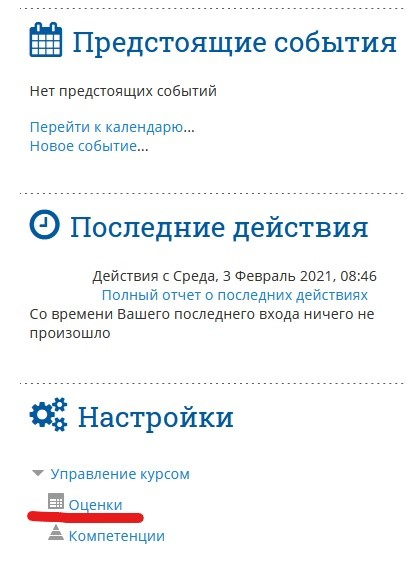 Предстоящие события
Нет предстоящих событий
Перейти к календарю...
Новое событие...
Последние действия
Действия с Среда, 3 Февраль 2021, 08:46
Полный отчет о последних действиях
Со времени Вашего последнего входа ничего не
произошло
Настройки
Управление курсом
Оценки
Компетенции